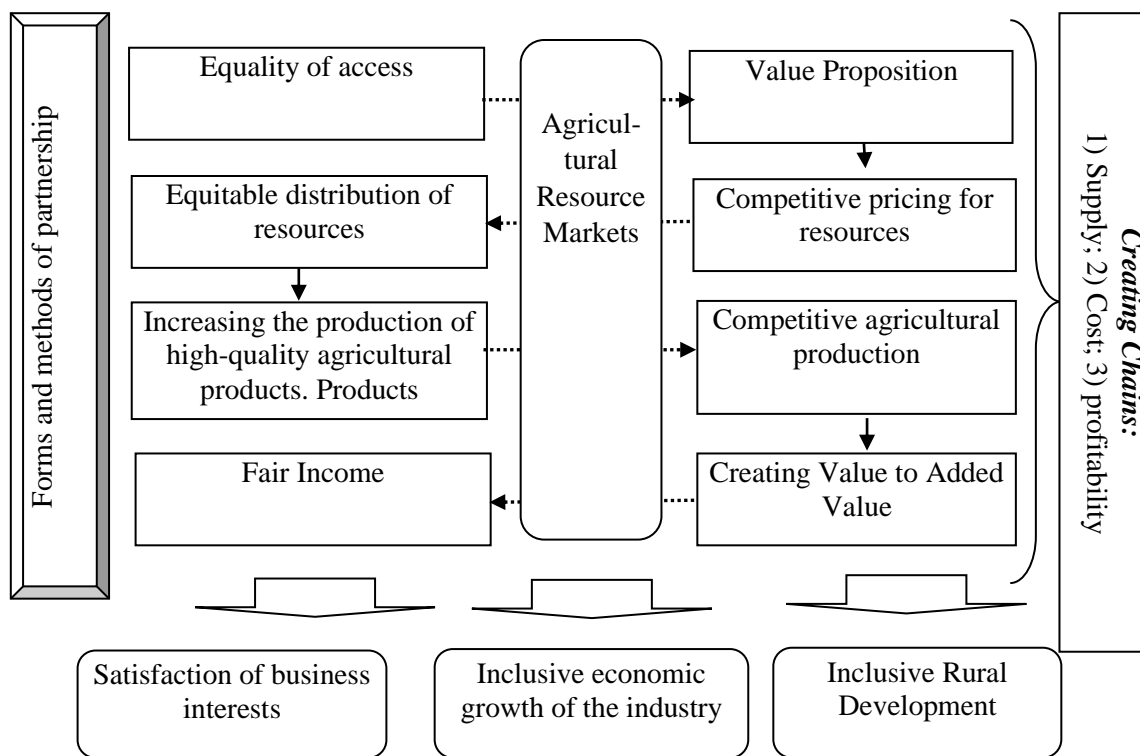 Forms and methods of partnership
Equality of access
Agricul-
tural
Resource
Markets
Value Proposition
Equitable distribution of
resources
Competitive pricing for
resources
Increasing the production of
high-quality agricultural
products. Products
Competitive agricultural
production
Fair Income
Creating Value to Added
Value
Creating Chains:
1) Supply; 2) Cost; 3) profitability
Satisfaction of business
interests
Inclusive economic
growth of the industry
Inclusive Rural
Development